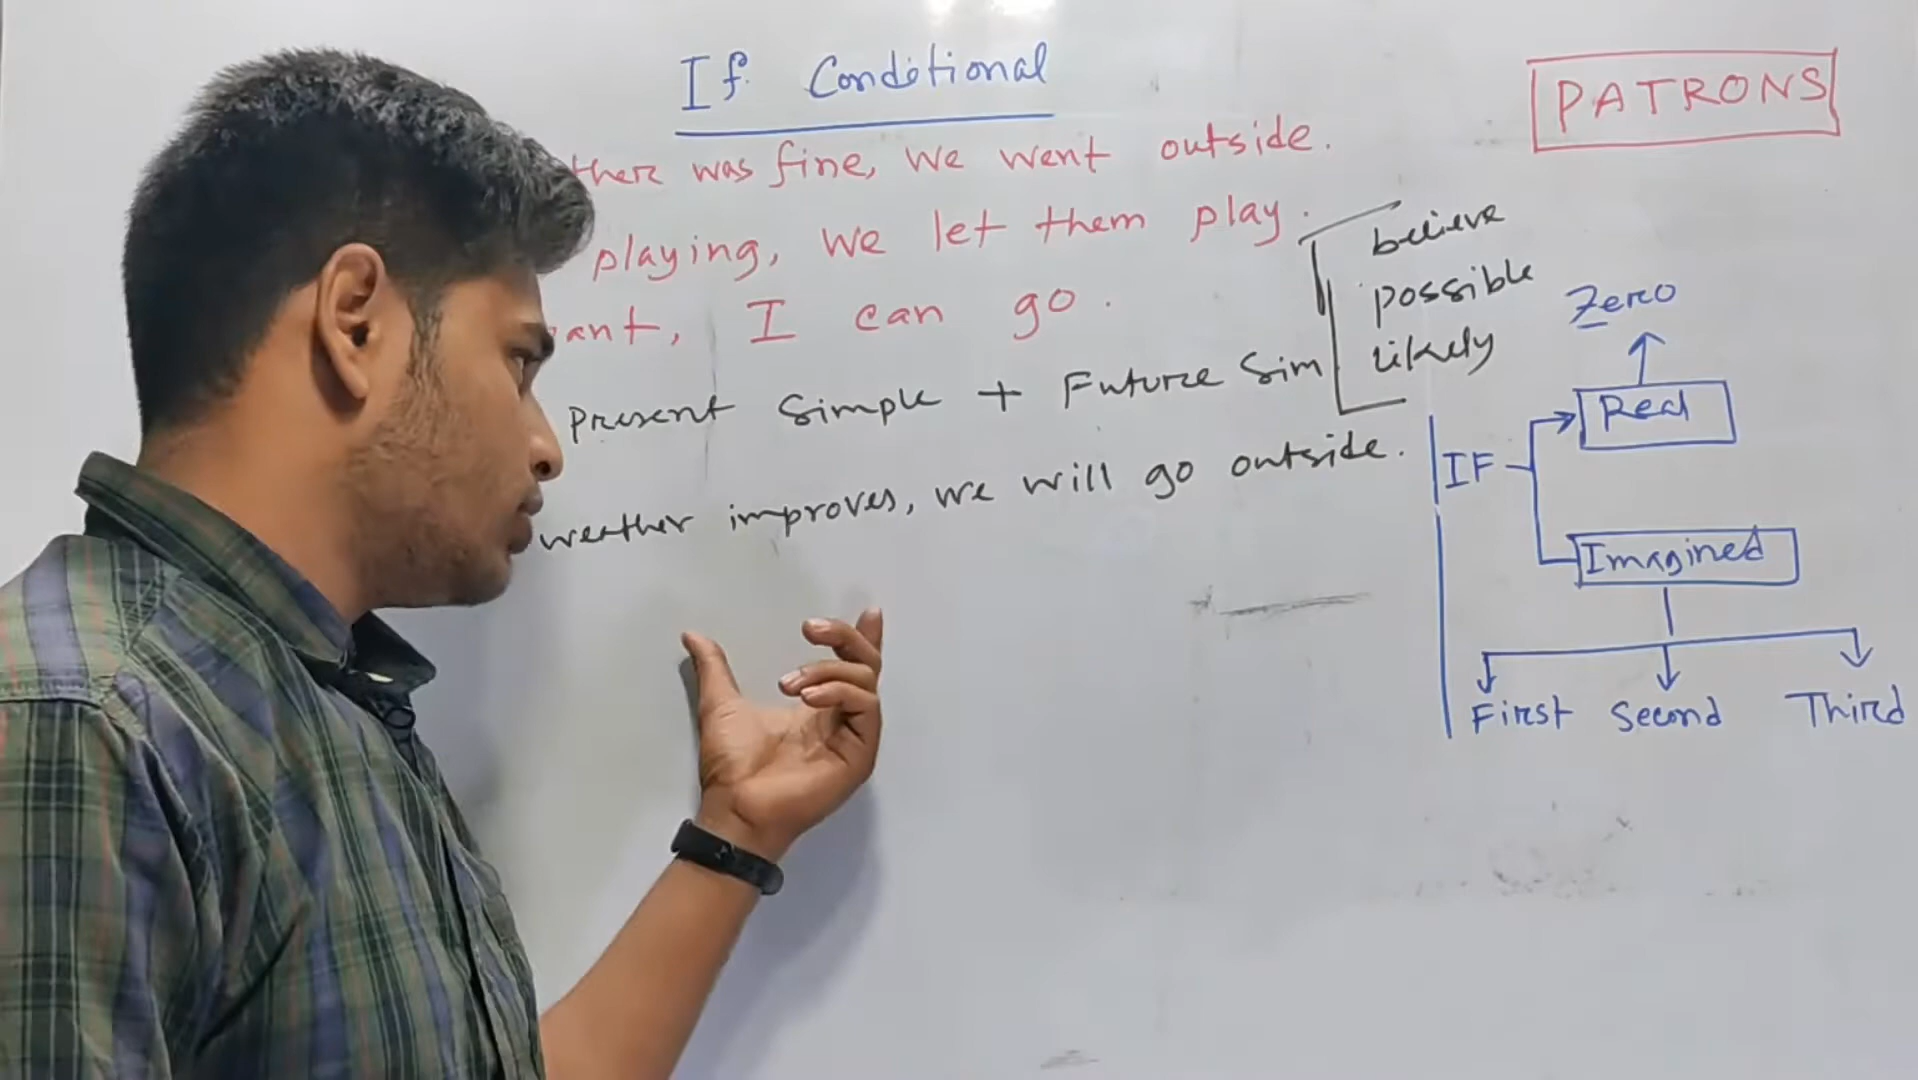 If Conditional
PATRONS
there was fine, we went outside.
playing, we let them play.
ant, I can go.
Present Simple + Future Sim
weather improves, we will go outside.
believe
possible
likely
Zero
Real
IF
Imagined
First Second Third